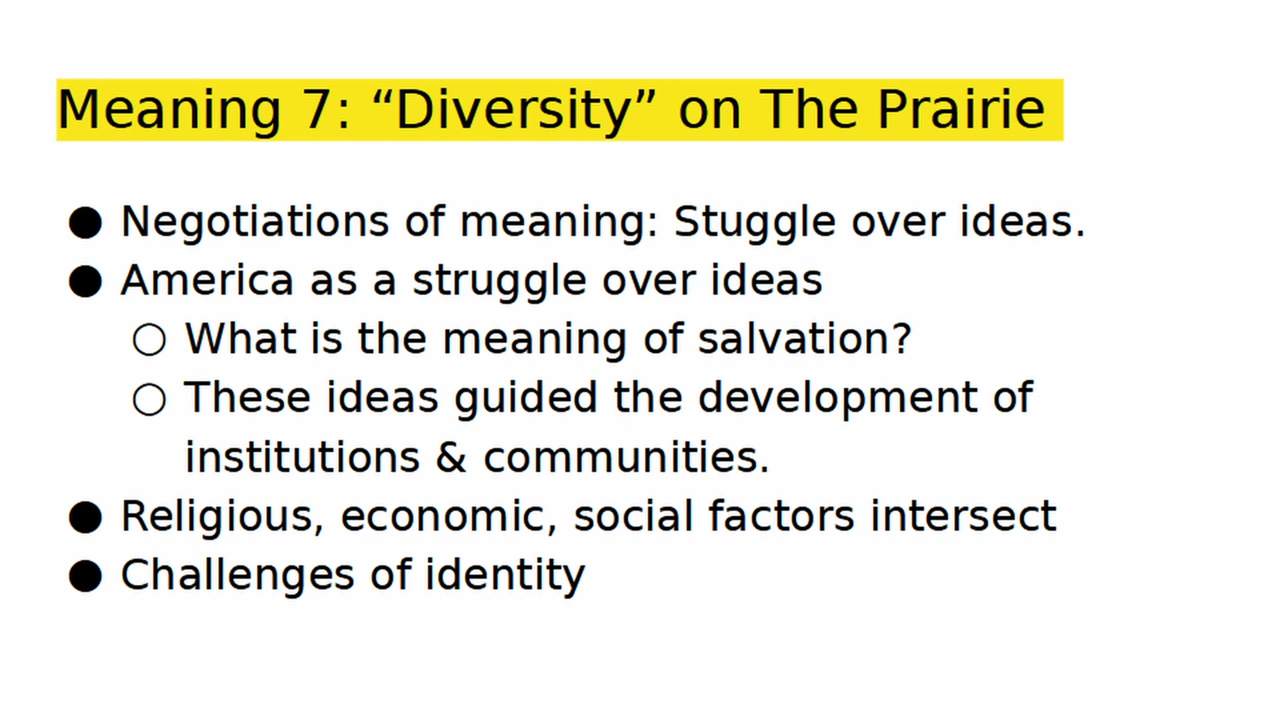 Meaning 7: “Diversity” on The Prairie
● Negotiations of meaning: Stuggle over ideas.
● America as a struggle over ideas
○ What is the meaning of salvation?
○ These ideas guided the development of
institutions & communities.
● Religious, economic, social factors intersect
● Challenges of identity